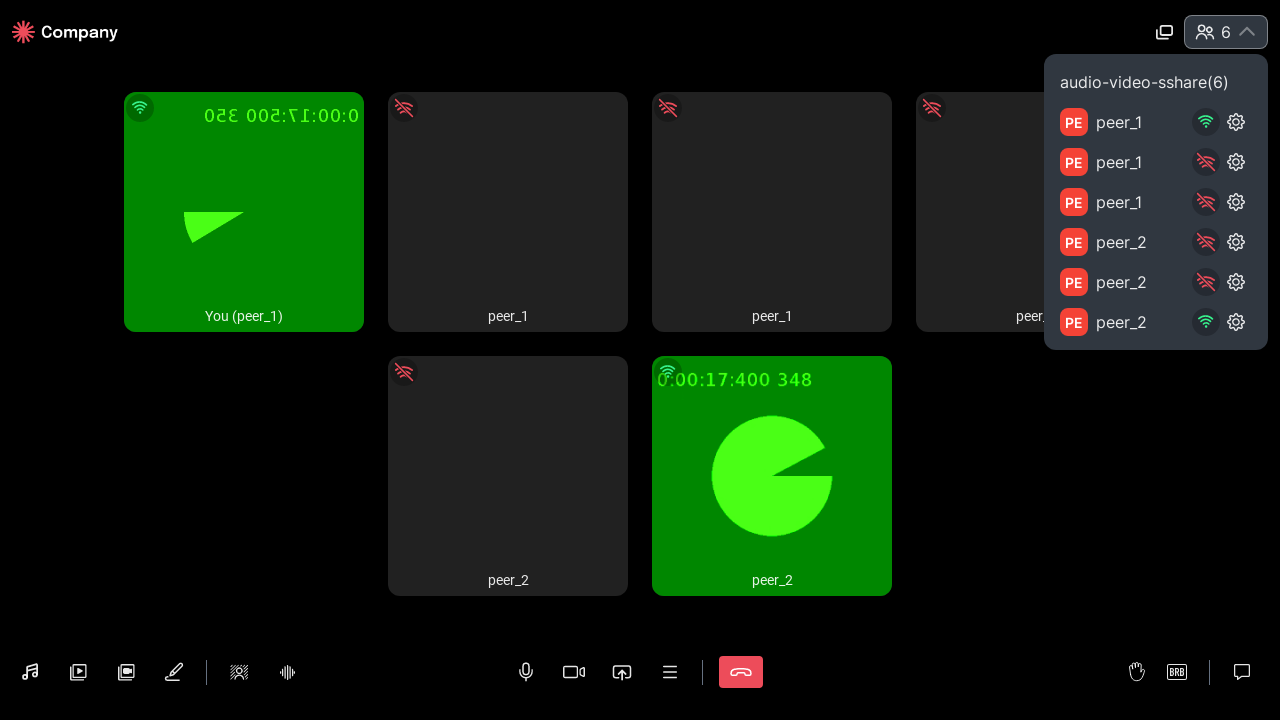 Company
6
audio-video-sshare(6)
PE peer_1
PE peer_1
PE peer_1
PE peer_2
PE peer_2
PE peer_2
0:00:17:500 350
You (peer_1)
peer_1
peer_1
peer_
0:00:17:400 348
peer_2
peer_2
BRB